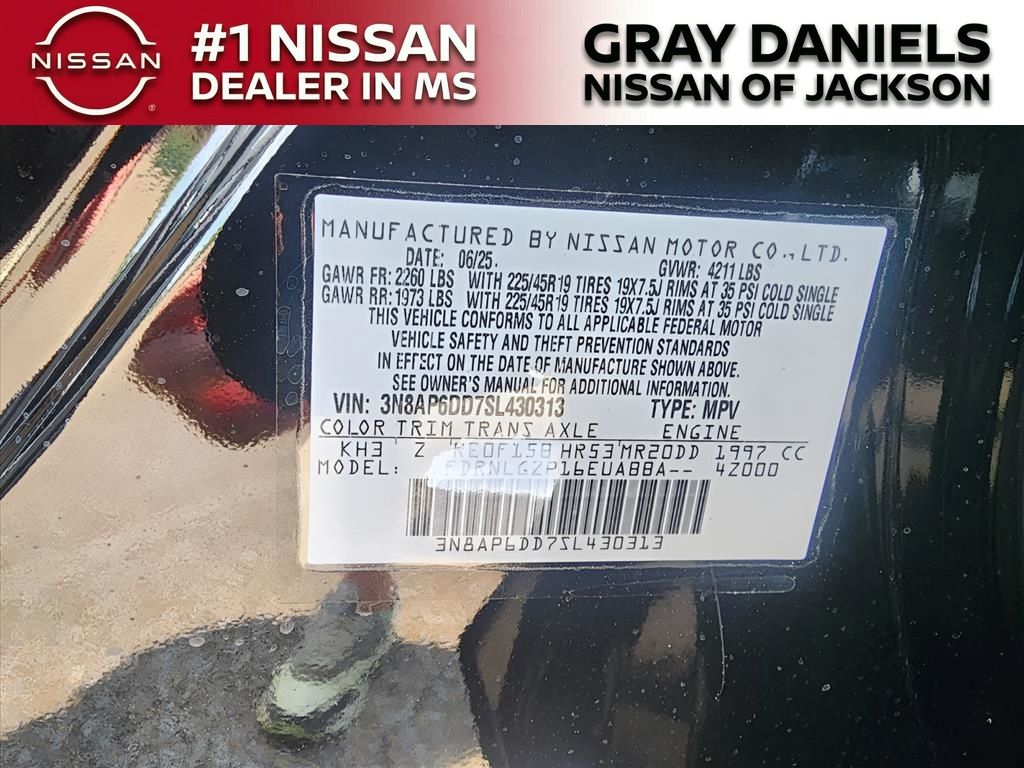 NISSAN
#1 NISSAN
DEALER IN MS
GRAY DANIELS
NISSAN OF JACKSON
MANUFACTURED BY NISSAN MOTOR CO.,LTD.
DATE: 06/25. GVWR: 4211 LBS
GAWR FR: 2260 LBS WITH 225/45R19 TIRES 19X7.5J RIMS AT 35 PSI COLD SINGLE
GAWR RR: 1973 LBS WITH 225/45R19 TIRES 19X7.5J RIMS AT 35 PSI COLD SINGLE
THIS VEHICLE CONFORMS TO ALL APPLICABLE FEDERAL MOTOR
VEHICLE SAFETY AND THEFT PREVENTION STANDARDS
IN EFFECT ON THE DATE OF MANUFACTURE SHOWN ABOVE.
SEE OWNER'S MANUAL FOR ADDITIONAL INFORMATION.
VIN: 3N8AP6DD7SL430313 TYPE: MPV
COLOR TRIM TRANS AXLE ENGINE
KH3 Z RE0F15B HR53 MR20DD 1997 CC
MODEL: FDRNLGZP16EUABBA-- 4Z000
3N8AP6DD7SL430313